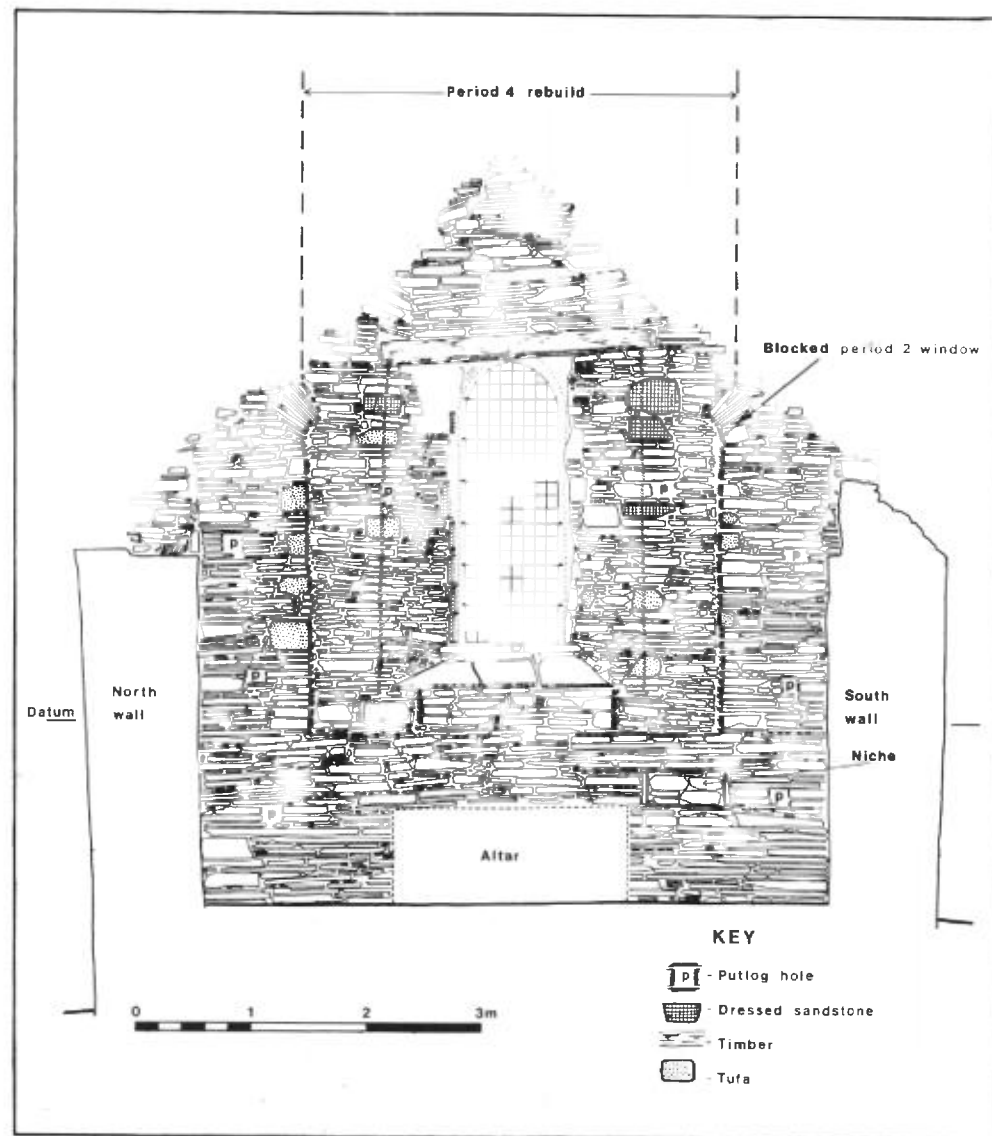 Period 4 rebuild
Blocked period 2 window
P
P
P
P
P
P
P
P
North
wall
Datum
South
wall
Niche
Altar
KEY
P - Putlog hole
- Dressed sandstone
- Timber
- Tufa
0 1 2 3m